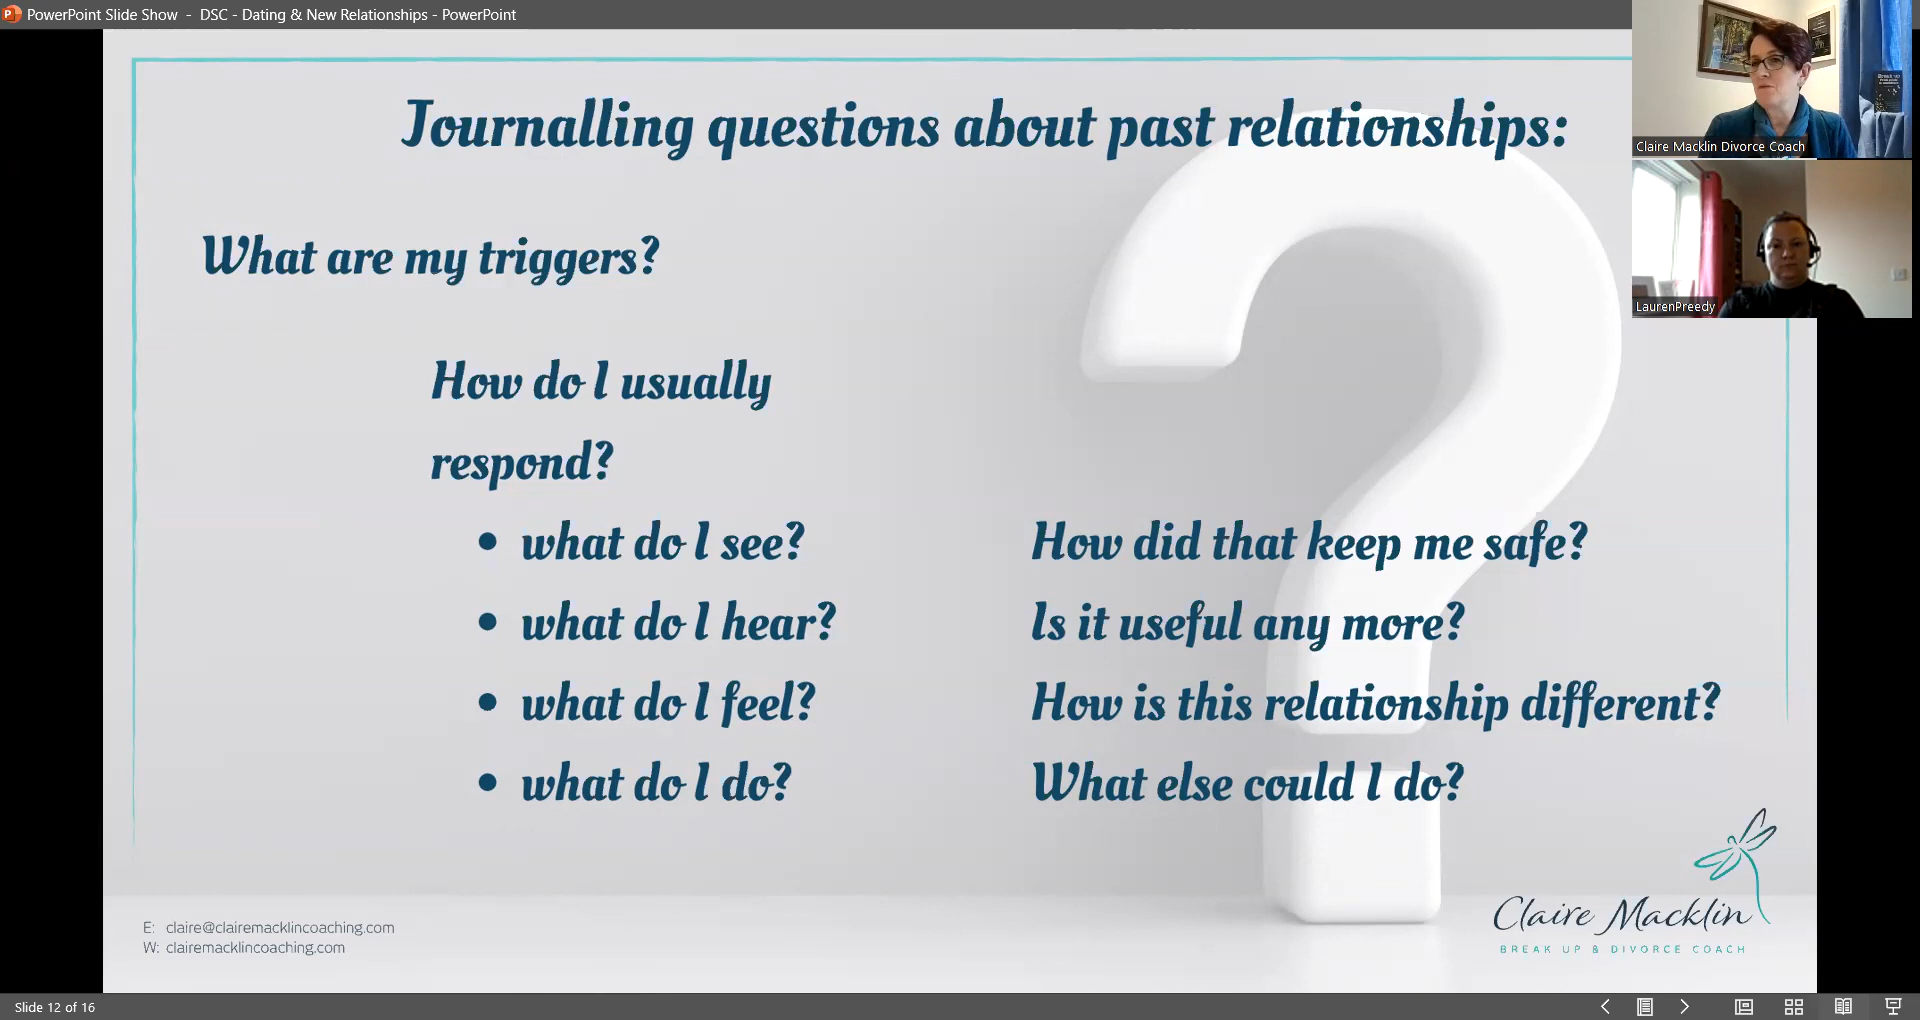 PowerPoint Slide Show - DSC - Dating & New Relationships - PowerPoint
Claire Macklin Divorce Coach
LaurenPreedy
Journalling questions about past relationships:
What are my triggers?
How do I usually
respond?
• what do I see?
• what do I hear?
• what do I feel?
• what do I do?
How did that keep me safe?
Is it useful any more?
How is this relationship different?
What else could I do?
E: claire@clairemacklincoaching.com
W: clairemacklincoaching.com
Claire Macklin
BREAK UP & DIVORCE COACH
Slide 12 of 16